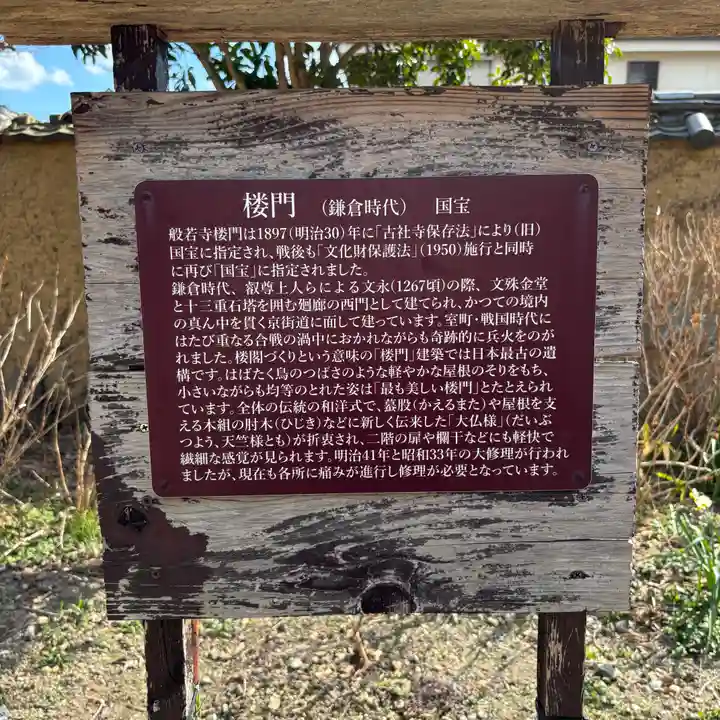 楼門 （鎌倉時代） 国宝
般若寺楼門は1897(明治30)年に「古社寺保存法」により(旧)
国宝に指定され、戦後も「文化財保護法」(1950)施行と同時
に再び「国宝」に指定されました。
鎌倉時代、叡尊上人らによる文永(1267頃)の際、文殊金堂
と十三重石塔を囲む廻廊の西門として建てられ、かつての境内
の真ん中を貫く京街道に面して建っています。室町・戦国時代に
はたび重なる合戦の渦中におかれながらも奇跡的に兵火をのが
れました。楼閣づくりという意味の「楼門」建築では日本最古の遺
構です。はばたく鳥のつばさのような軽やかな屋根のそりをもち、
小さいながらも均等のとれた姿は「最も美しい楼門」とたとえられ
ています。全体の伝統の和洋式で、蟇股(かえるまた)や屋根を支
える木組の肘木(ひじき)などに新しく伝来した「大仏様」(だいぶ
つよう、天竺様とも)が折衷され、二階の扉や欄干などにも軽快で
繊細な感覚が見られます。明治41年と昭和33年の大修理が行われ
ましたが、現在も各所に痛みが進行し修理が必要となっています。